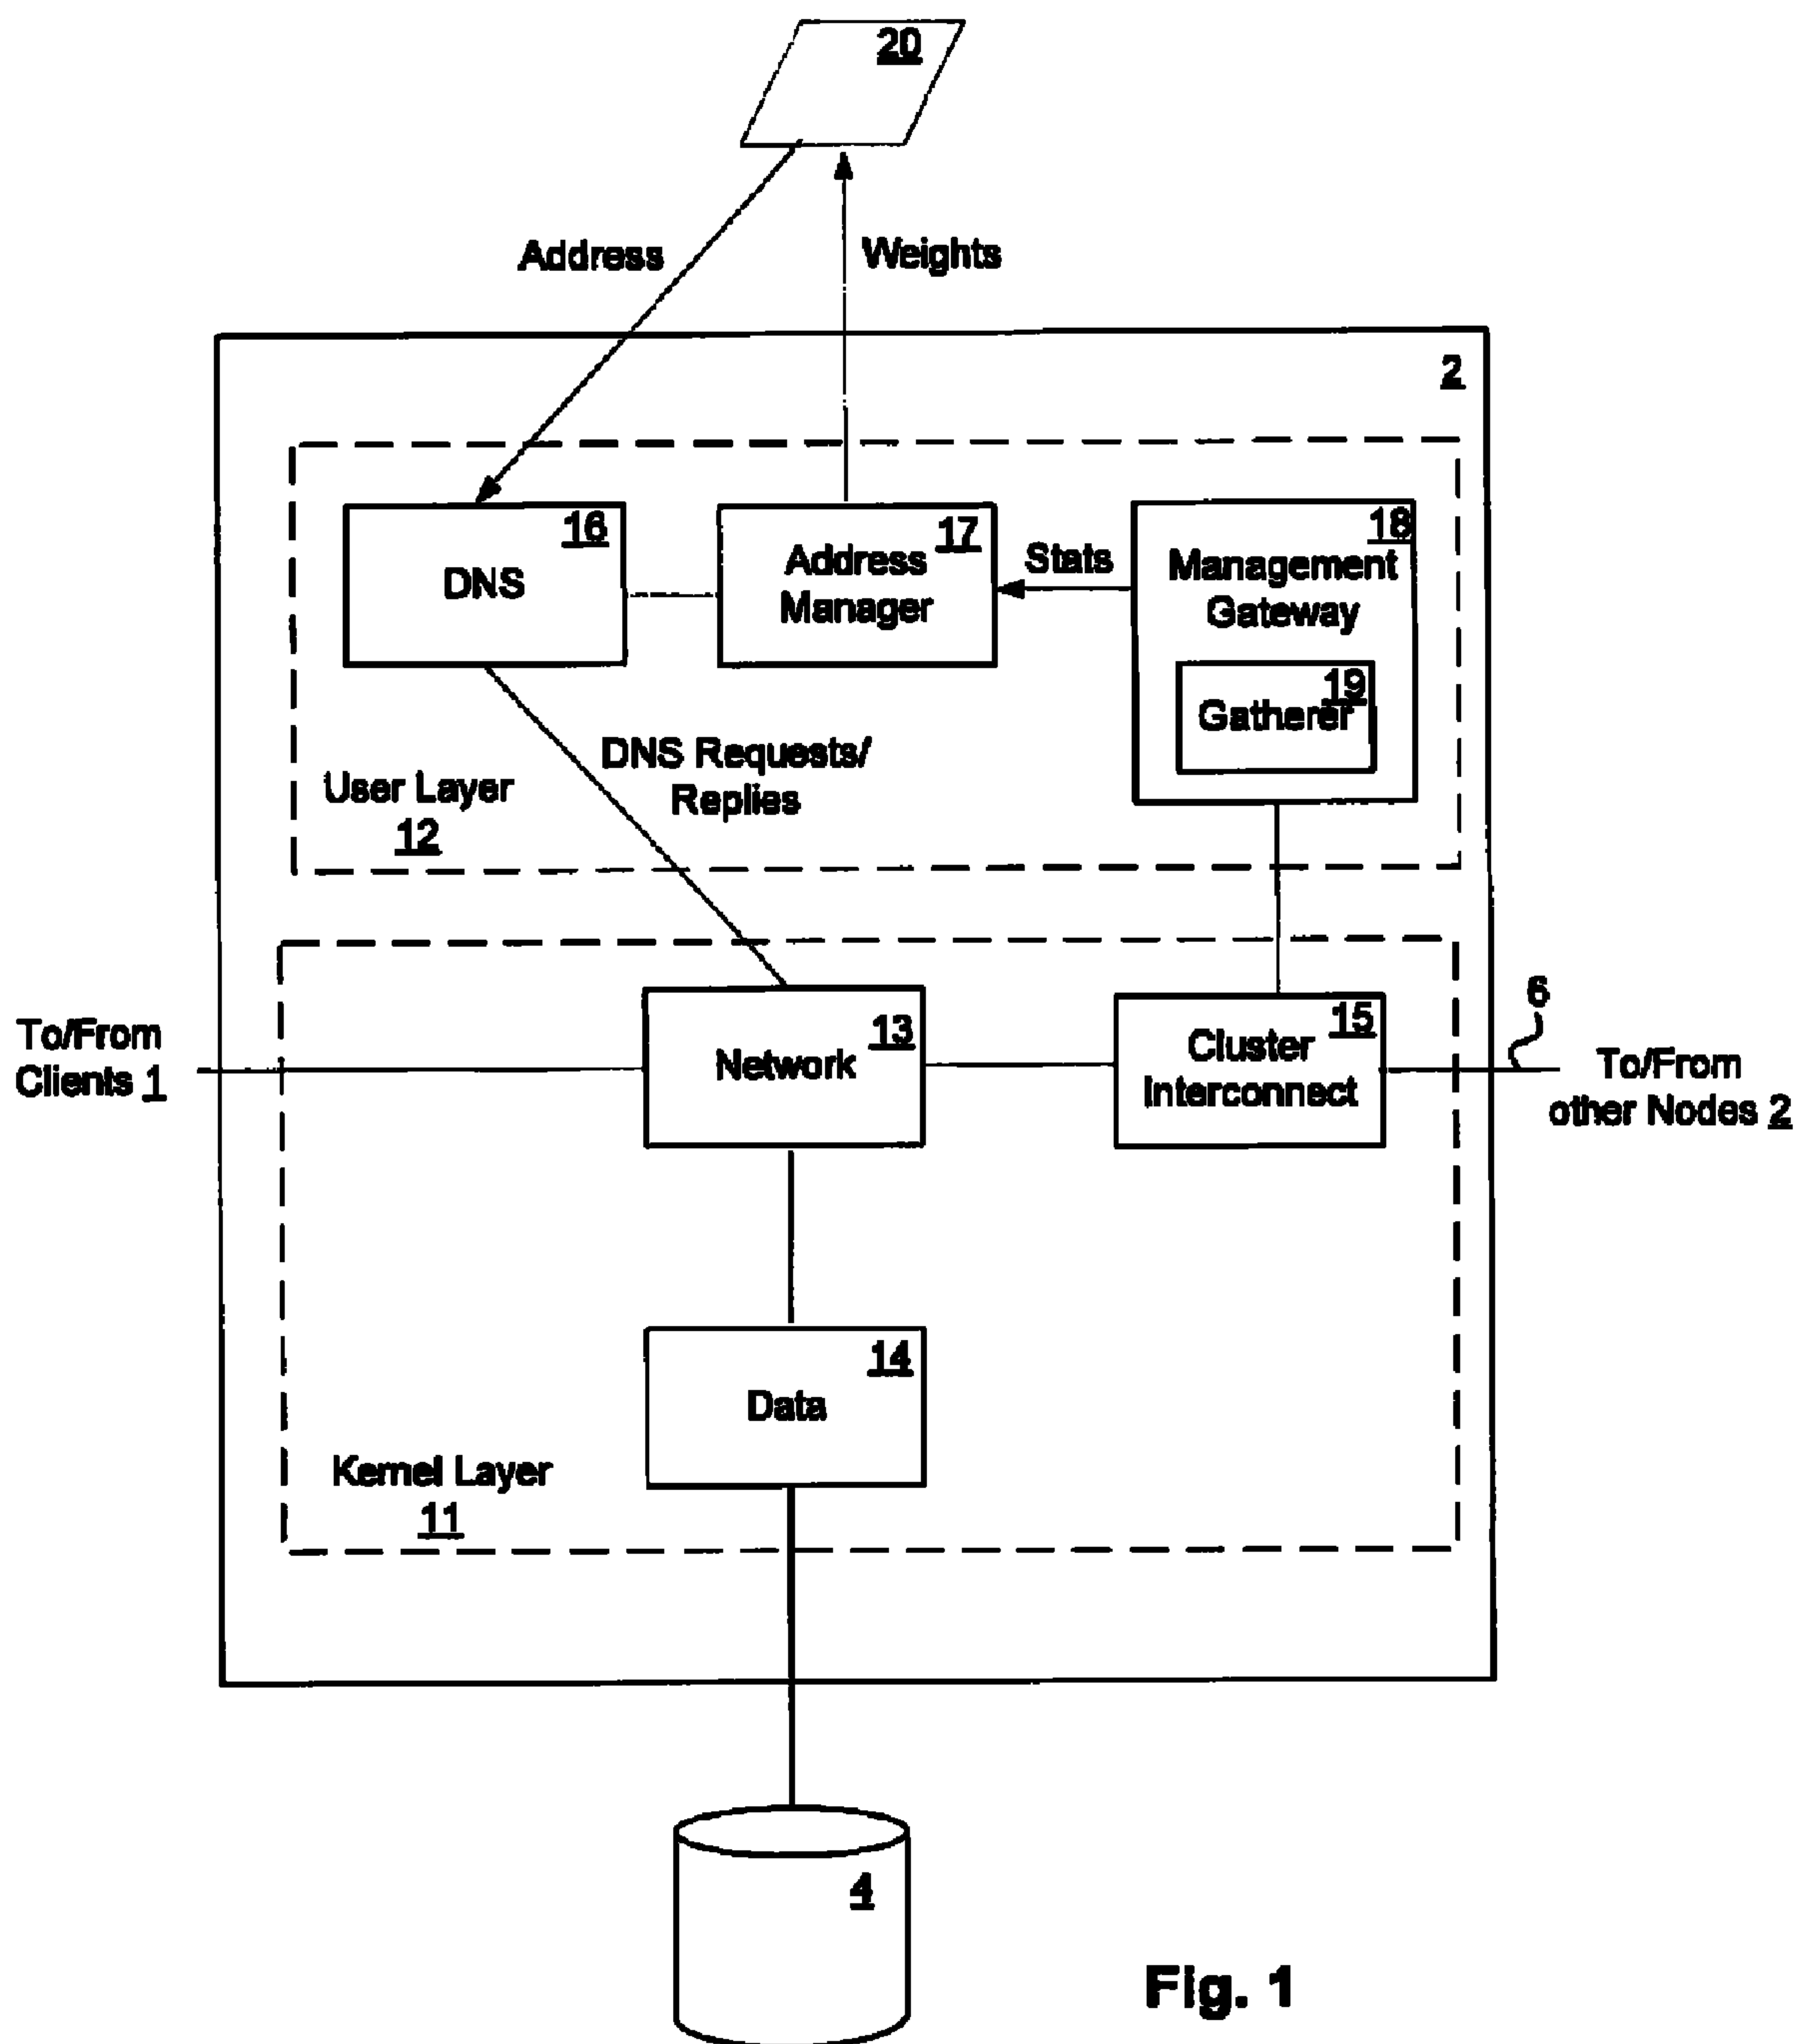 20
Address
Weights
2
16
DNS
17
Address
Manager
Stats
18
Management
Gateway
19
Gatherer
DNS Requests/
Replies
User Layer
12
To/From
Clients 1
13
Network
15
Cluster
Interconnect
6
To/From
other Nodes 2
14
Data
Kernel Layer
11
4
Fig. 1